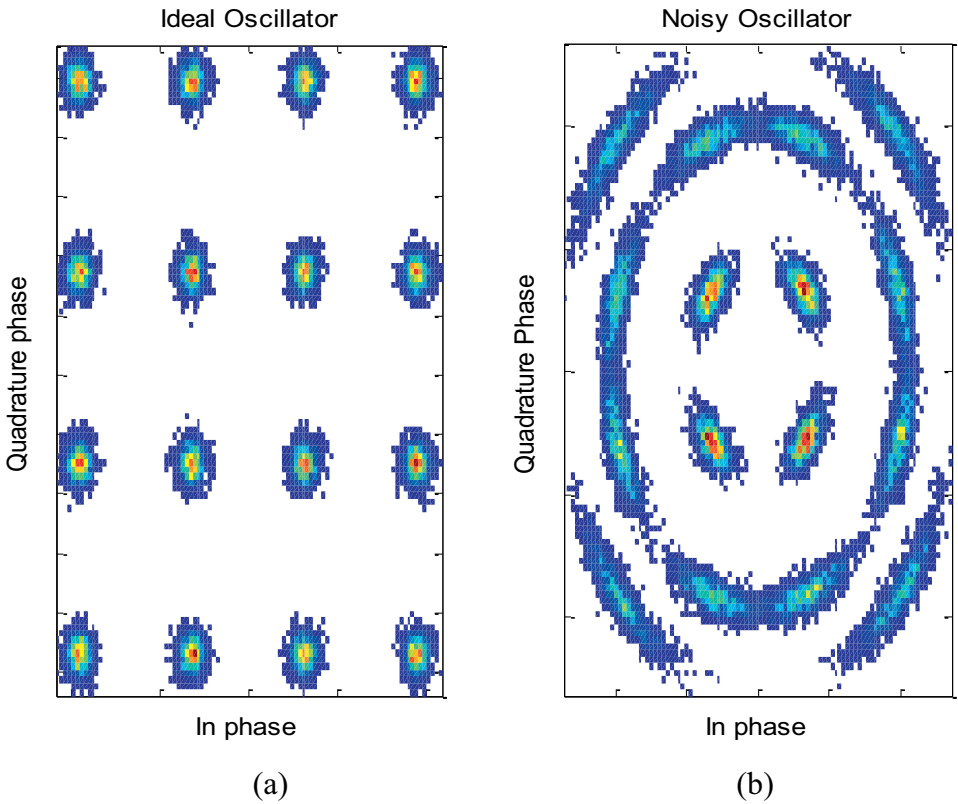 Ideal Oscillator
Noisy Oscillator
Quadrature phase
Quadrature Phase
In phase
In phase
(a)
(b)